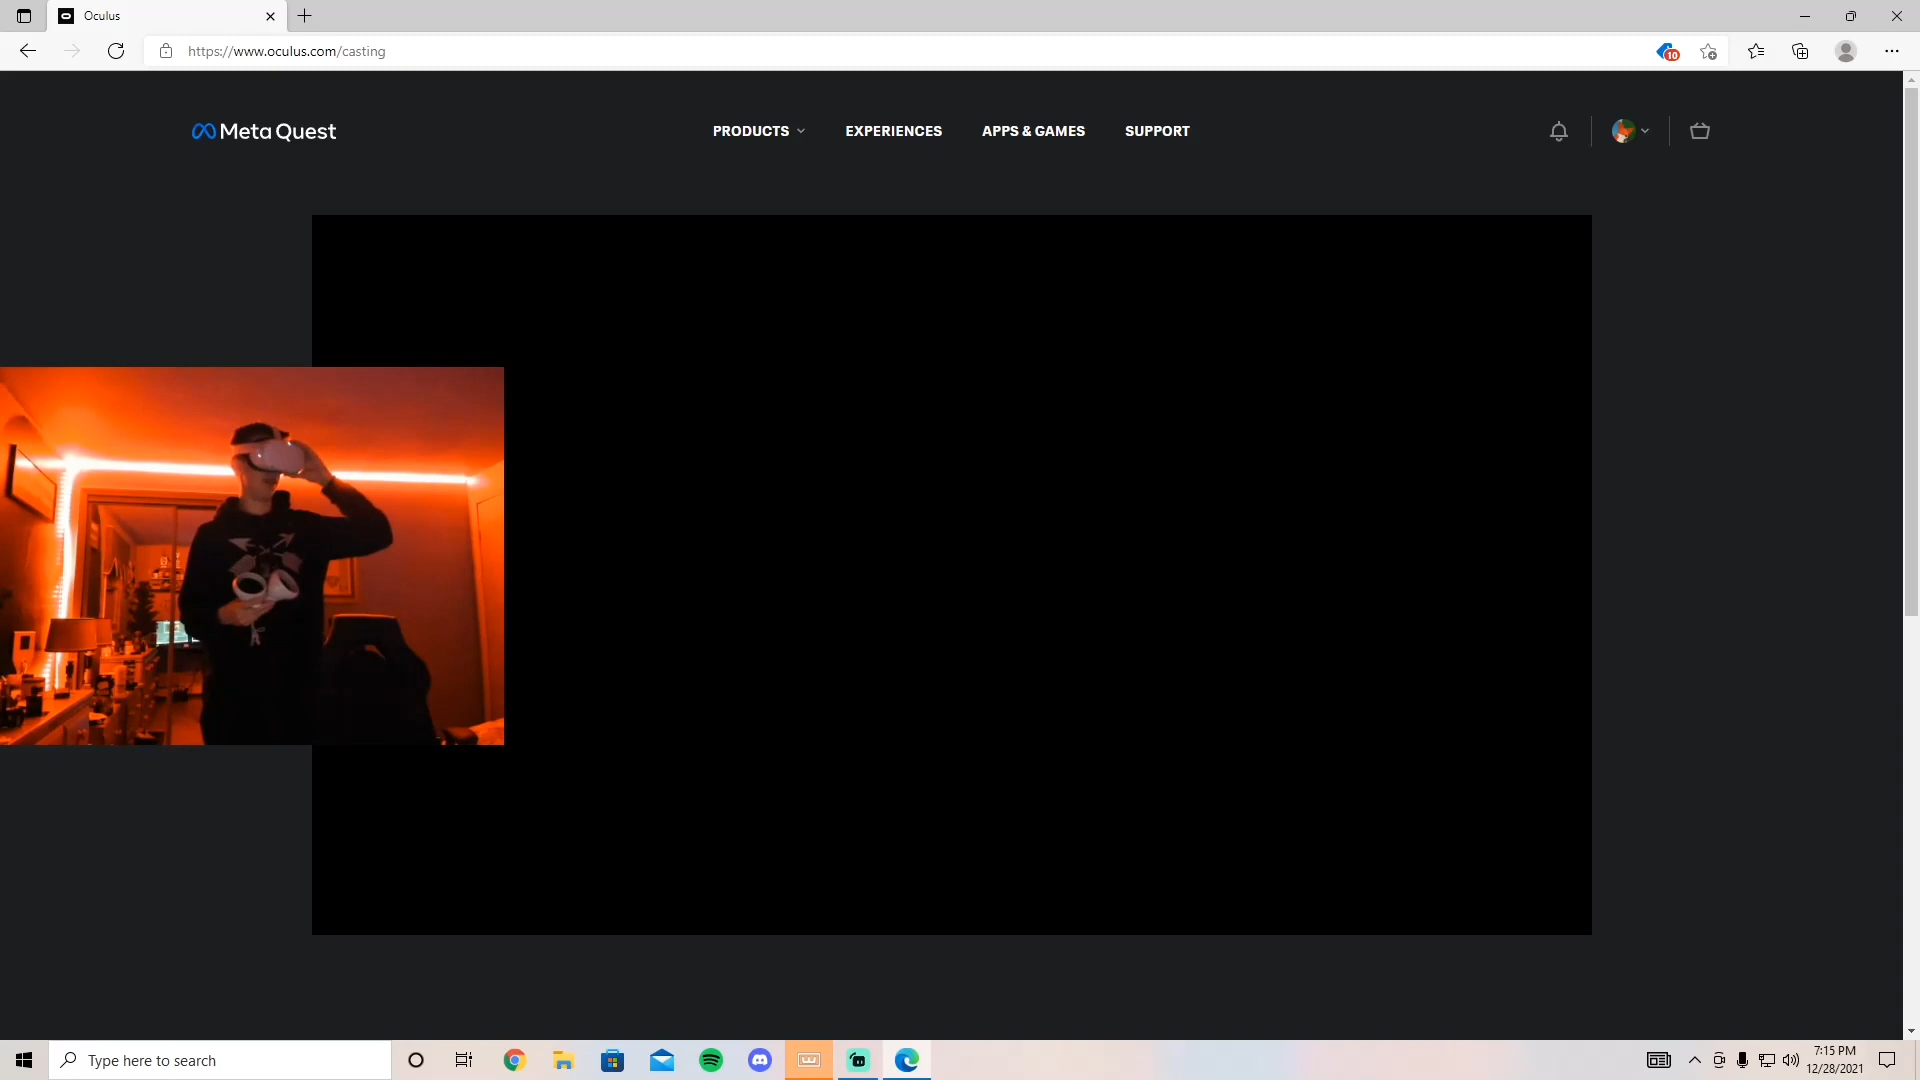 Oculus
https://www.oculus.com/casting
10
Meta Quest
PRODUCTS
EXPERIENCES
APPS & GAMES
SUPPORT
Type here to search
7:15 PM
12/28/2021